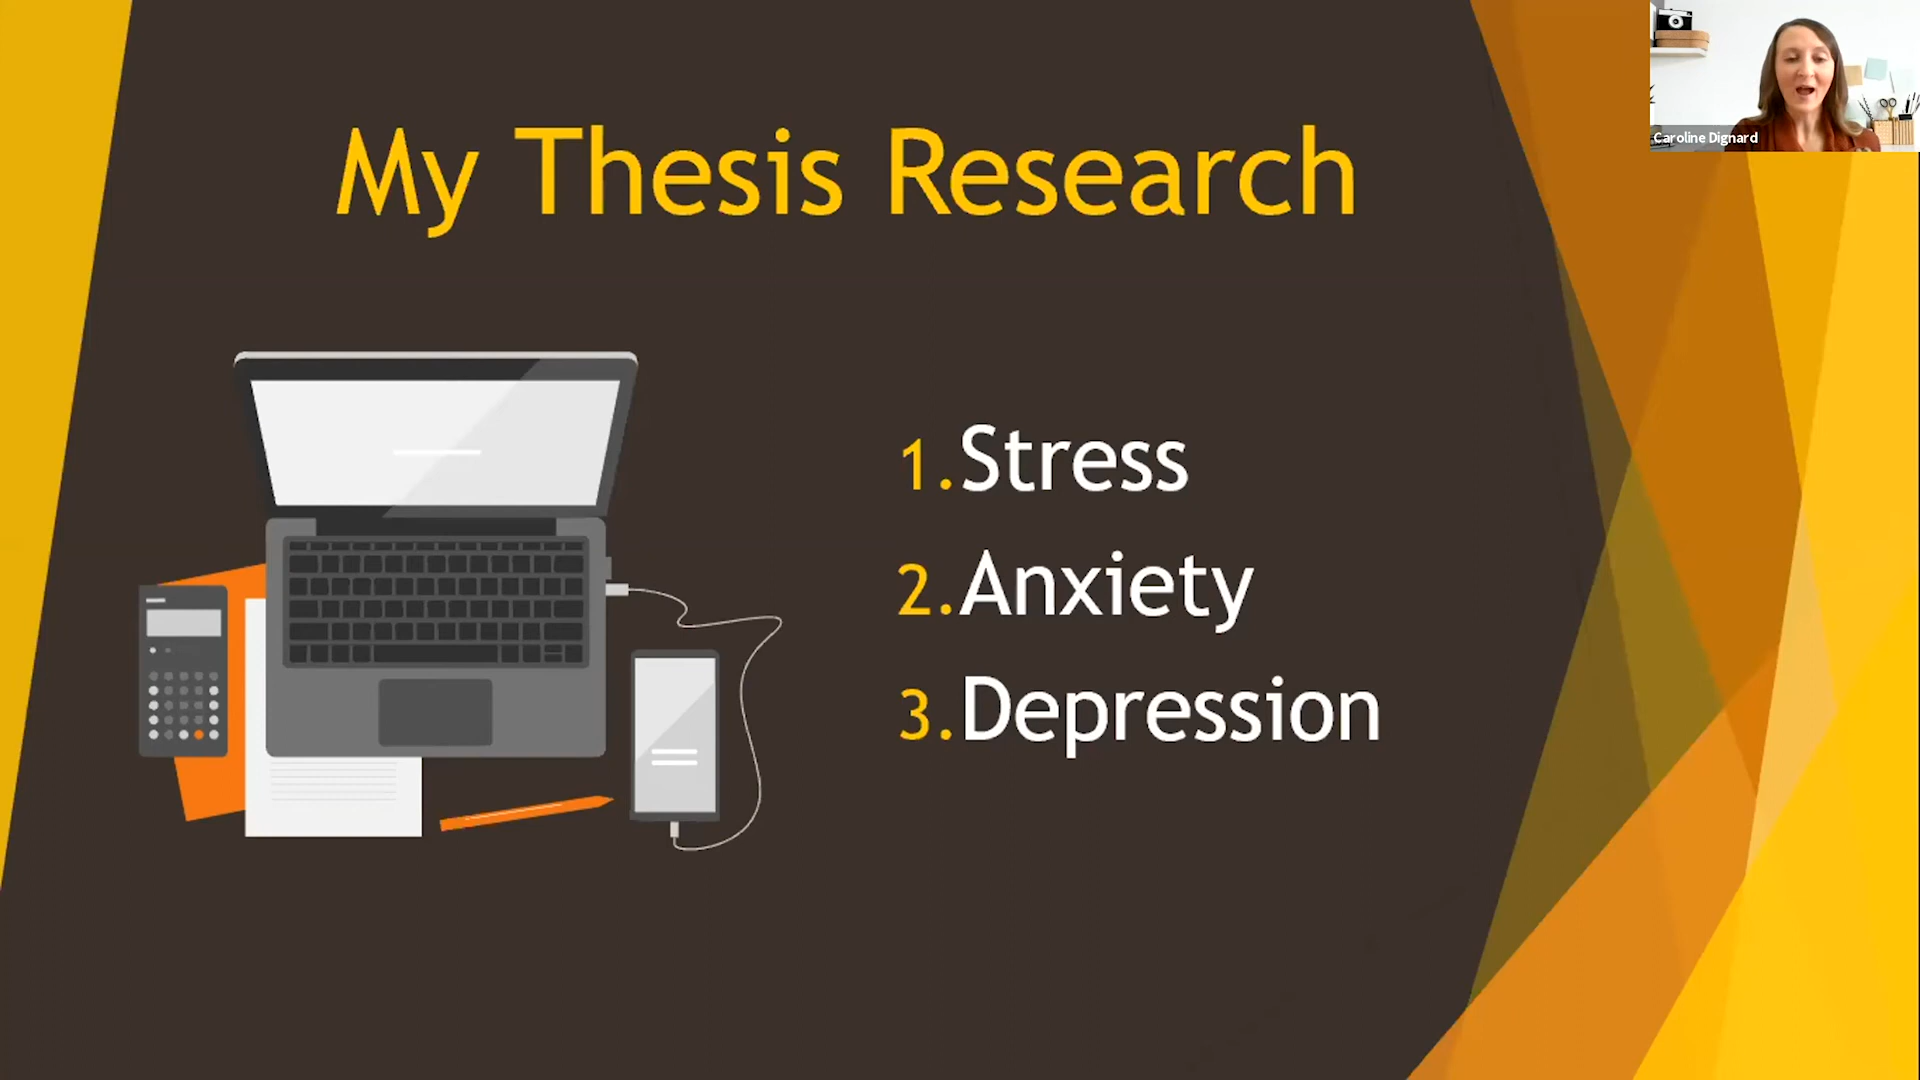 My Thesis Research
1. Stress
2. Anxiety
3. Depression
Caroline Dignard